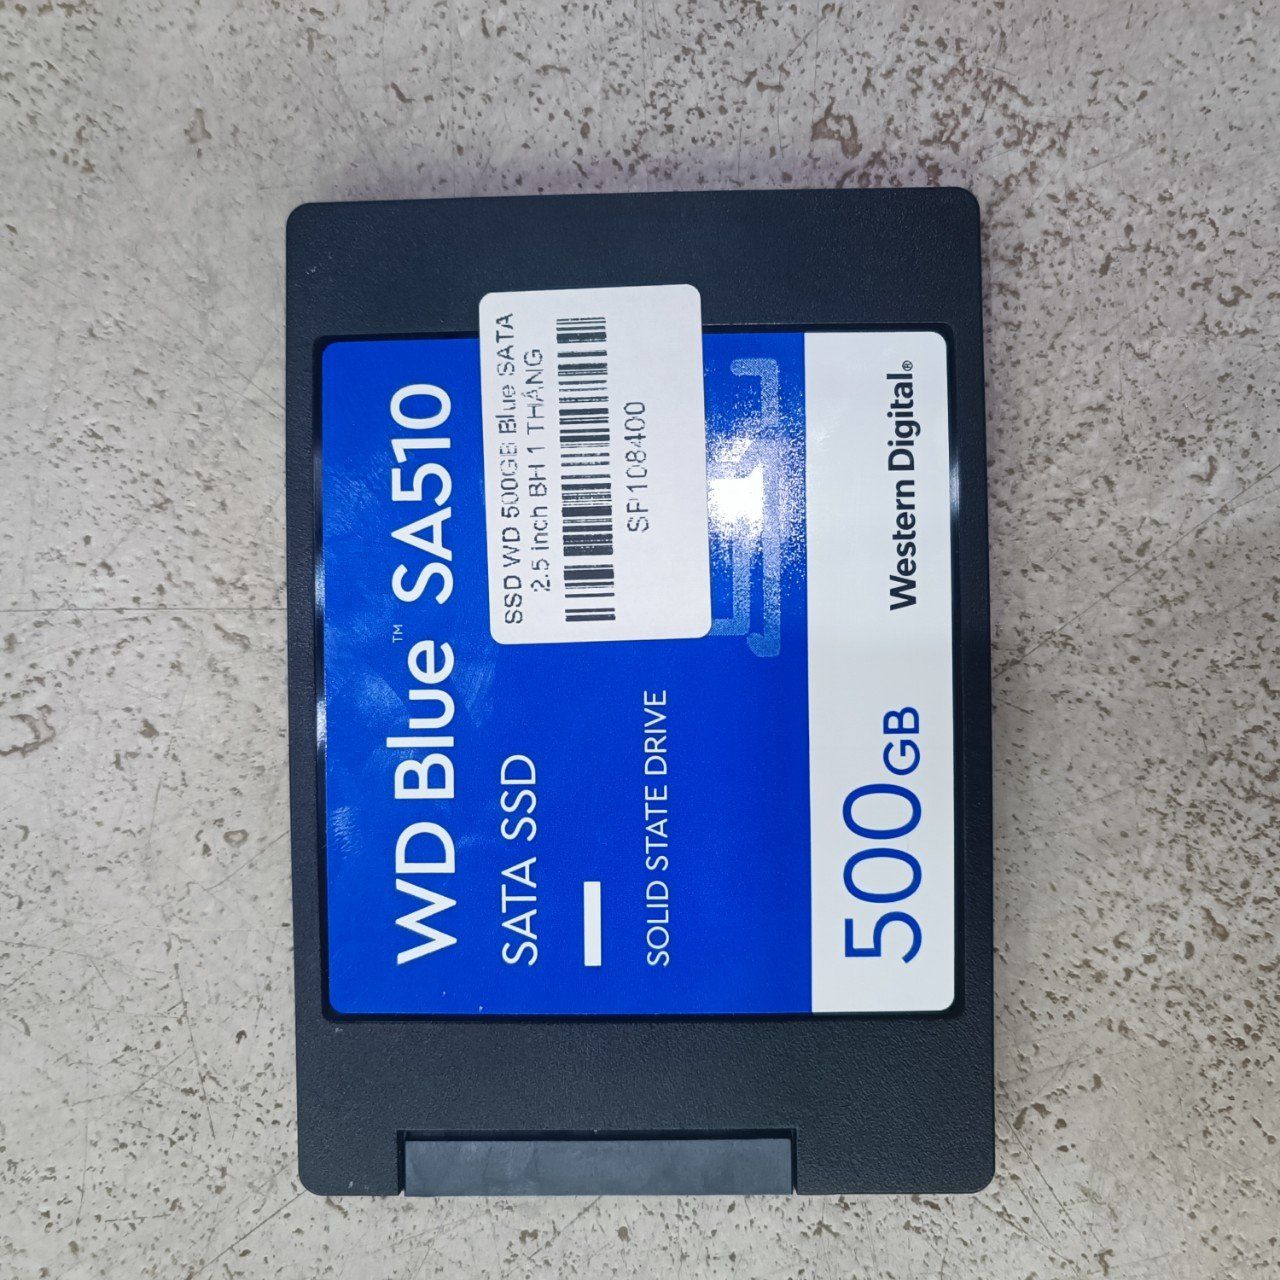 WD Blue™ SA510
SATA SSD
SOLID STATE DRIVE
500GB
Western Digital®
SSD WD 500GB Blue SATA
2.5 inch BH 1 THÁNG
SP108400